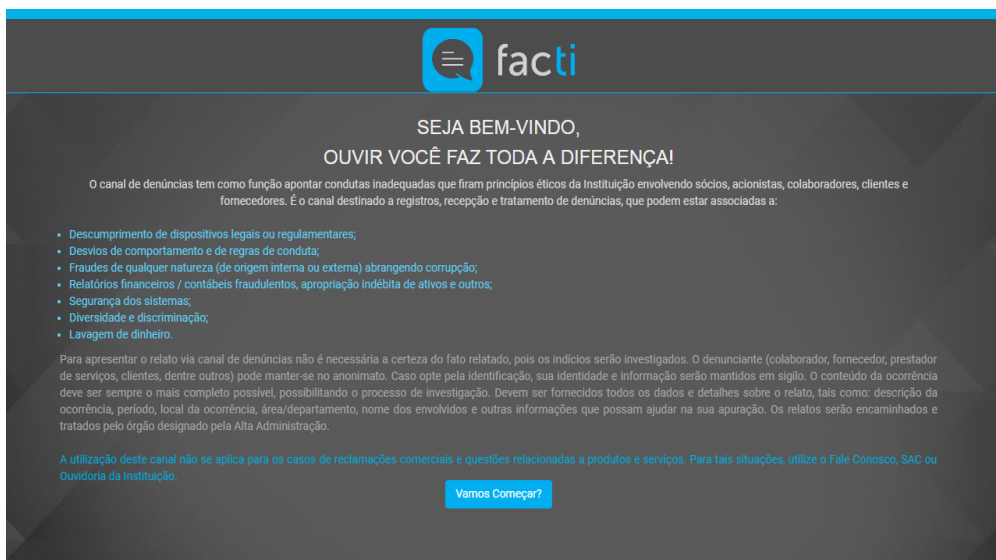 facti
SEJA BEM-VINDO,
OUVIR VOCÊ FAZ TODA A DIFERENÇA!
O canal de denúncias tem como função apontar condutas inadequadas que firam princípios éticos da Instituição envolvendo sócios, acionistas, colaboradores, clientes e
fornecedores. É o canal destinado a registros, recepção e tratamento de denúncias, que podem estar associadas a:
• Descumprimento de dispositivos legais ou regulamentares;
• Desvios de comportamento e de regras de conduta;
• Fraudes de qualquer natureza (de origem interna ou externa) abrangendo corrupção;
• Relatórios financeiros / contábeis fraudulentos, apropriação indébita de ativos e outros;
• Segurança dos sistemas;
• Diversidade e discriminação;
• Lavagem de dinheiro.
Para apresentar o relato via canal de denúncias não é necessária a certeza do fato relatado, pois os indícios serão investigados. O denunciante (colaborador, fornecedor, prestador
de serviços, clientes, dentre outros) pode manter-se no anonimato. Caso opte pela identificação, sua identidade e informação serão mantidos em sigilo. O conteúdo da ocorrência
deve ser sempre o mais completo possível, possibilitando o processo de investigação. Devem ser fornecidos todos os dados e detalhes sobre o relato, tais como: descrição da
ocorrência, período, local da ocorrência, área/departamento, nome dos envolvidos e outras informações que possam ajudar na sua apuração. Os relatos serão encaminhados e
tratados pelo órgão designado pela Alta Administração.
A utilização deste canal não se aplica para os casos de reclamações comerciais e questões relacionadas a produtos e serviços. Para tais situações, utilize o Fale Conosco, SAC ou
Ouvidoria da Instituição.
Vamos Começar?